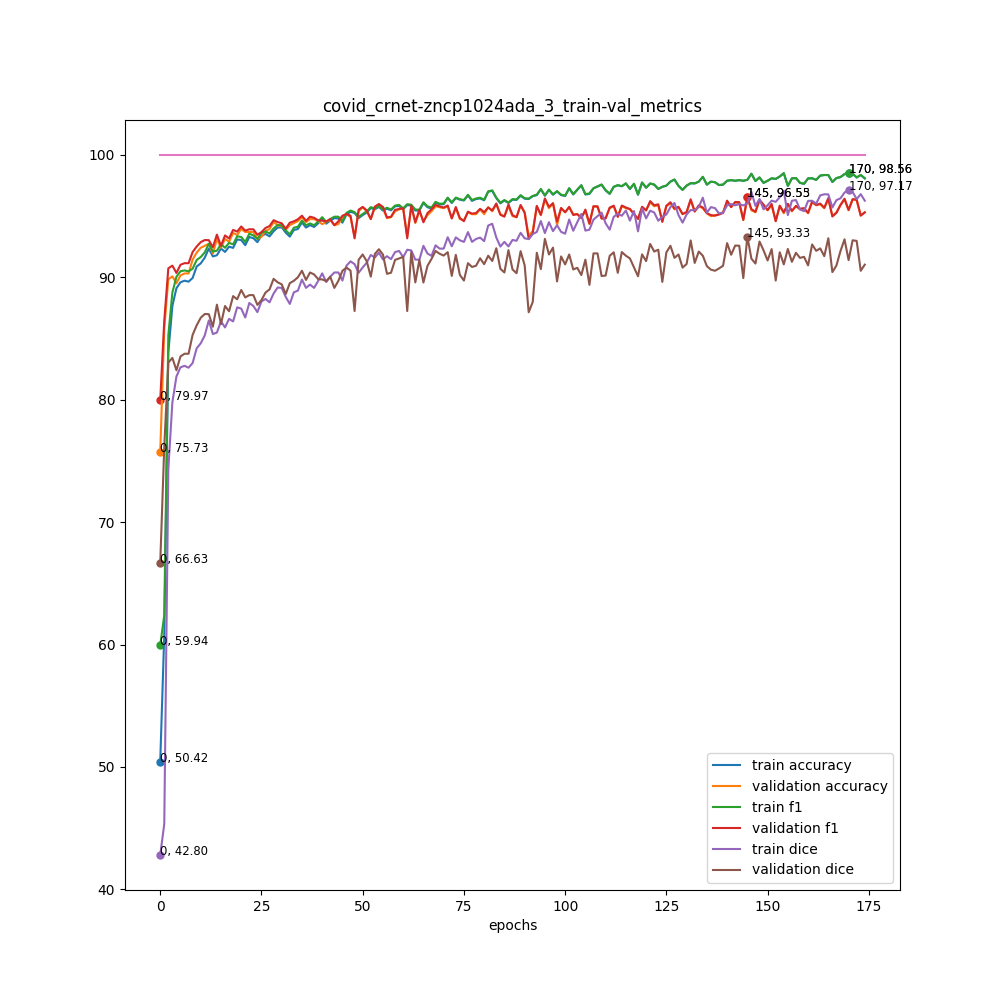 covid_crnet-zncp1024ada_3_train-val_metrics
100
90
80
70
60
50
40
170, 98.56
170, 97.17
145, 93.33
0, 79.97
0, 75.73
0, 66.63
0, 59.94
0, 50.42
0, 42.80
train accuracy
validation accuracy
train f1
validation f1
train dice
validation dice
0 25 50 75 100 125 150 175
epochs